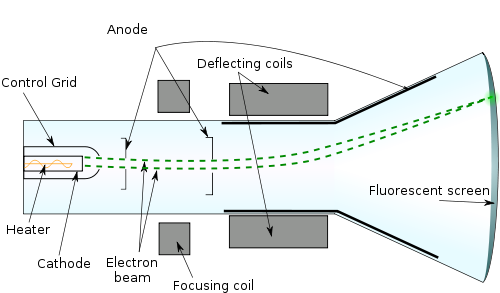 Anode
Deflecting coils
Control Grid
Fluorescent screen
Heater
Cathode
Electron
beam
Focusing coil